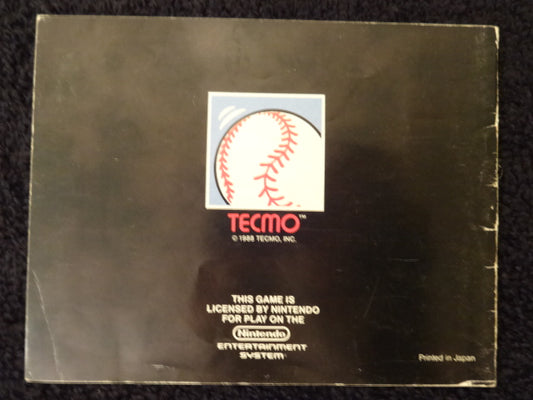 TECMO™
© 1988 TECMO, INC.
THIS GAME IS
LICENSED BY NINTENDO
FOR PLAY ON THE
Nintendo
ENTERTAINMENT
SYSTEM
Printed in Japan